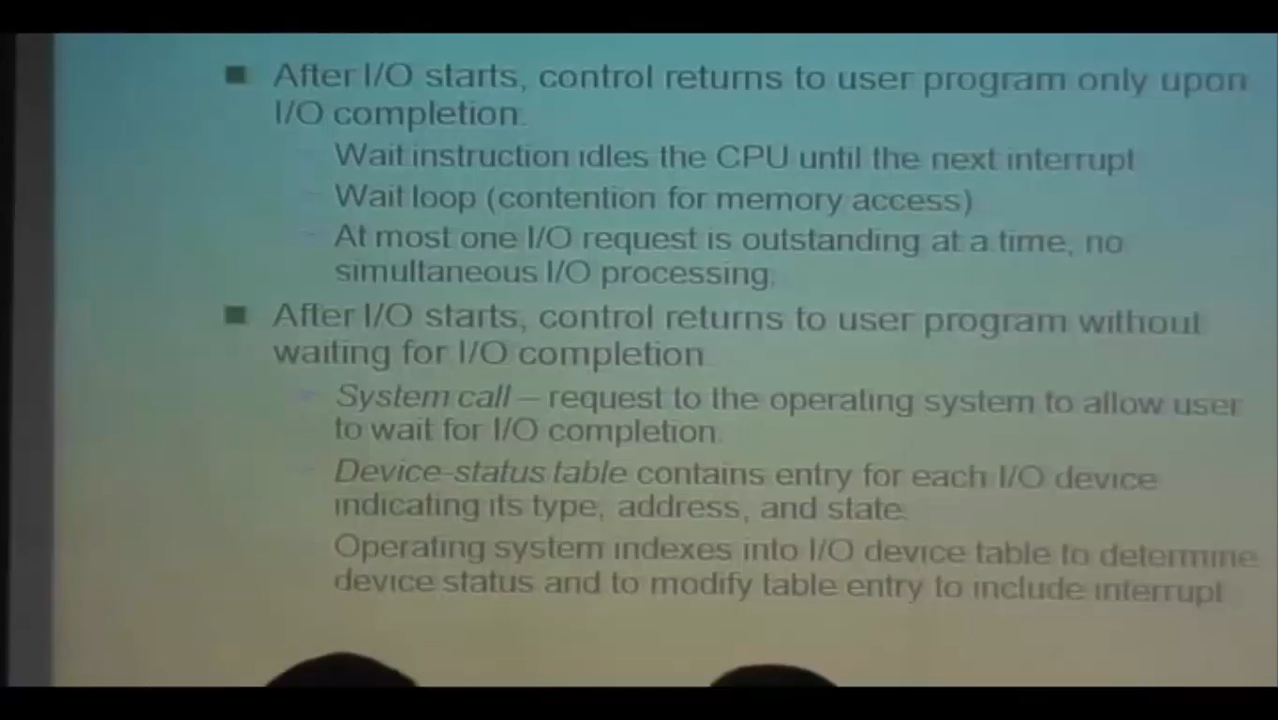 ■ After I/O starts, control returns to user program only upon
I/O completion.
– Wait instruction idles the CPU until the next interrupt
– Wait loop (contention for memory access)
– At most one I/O request is outstanding at a time, no
simultaneous I/O processing.
■ After I/O starts, control returns to user program without
waiting for I/O completion.
– System call – request to the operating system to allow user
to wait for I/O completion.
– Device-status table contains entry for each I/O device
indicating its type, address, and state.
Operating system indexes into I/O device table to determine
device status and to modify table entry to include interrupt.